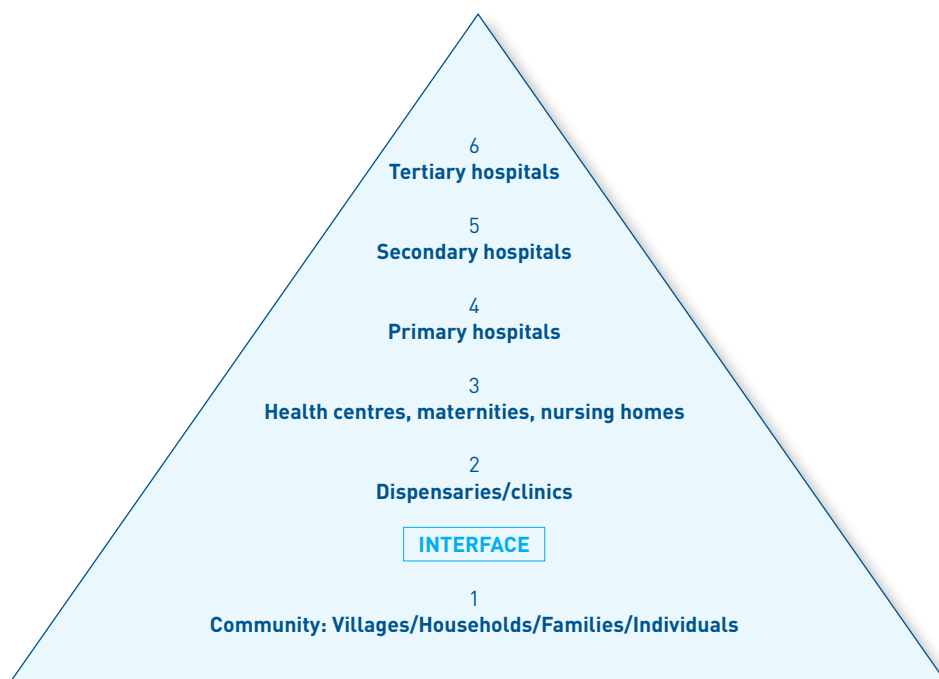 6
Tertiary hospitals
5
Secondary hospitals
4
Primary hospitals
3
Health centres, maternities, nursing homes
2
Dispensaries/clinics
INTERFACE
1
Community: Villages/Households/Families/Individuals